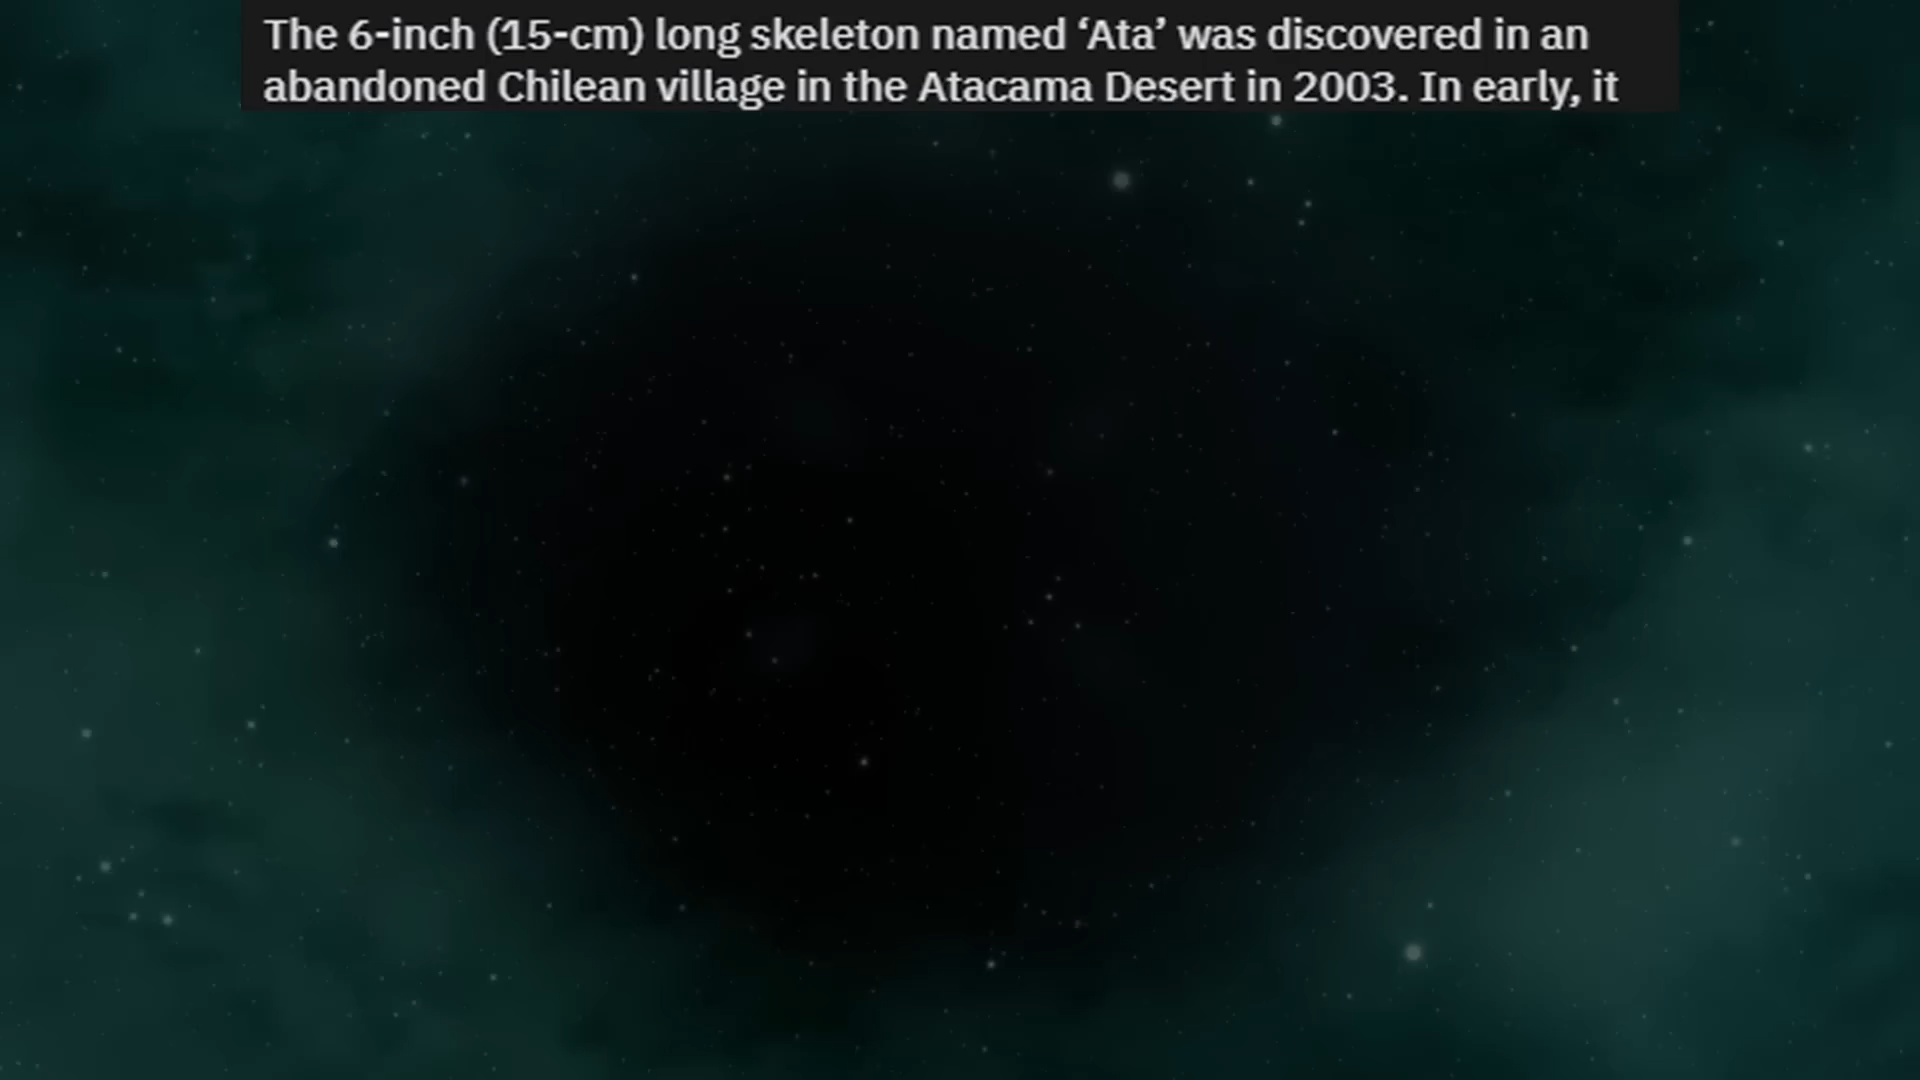 The 6-inch (15-cm) long skeleton named ‘Ata’ was discovered in an
abandoned Chilean village in the Atacama Desert in 2003. In early, it